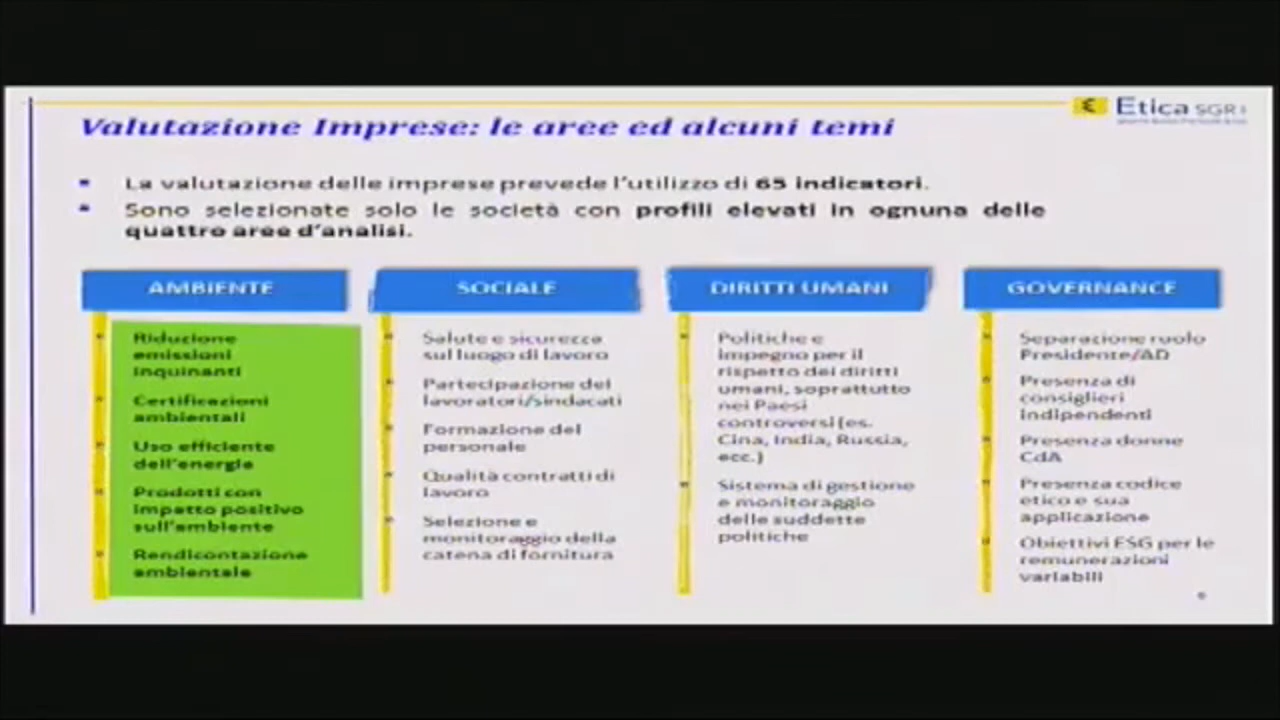 Etica SGR
Valutazione Imprese: le aree ed alcuni temi
La valutazione delle imprese prevede l'utilizzo di 65 indicatori.
Sono selezionate solo le società con profili elevati in ognuna delle
quattro aree d'analisi.
AMBIENTE
Riduzione
emissioni
inquinanti
Certificazioni
ambientali
Uso efficiente
dell'energia
Prodotti con
impatto positivo
sull'ambiente
Rendicontazione
ambientale
SOCIALE
Salute e sicurezza
sul luogo di lavoro
Partecipazione dei
lavoratori/sindacati
Formazione del
personale
Qualità contratti di
lavoro
Selezione e
monitoraggio della
catena di fornitura
DIRITTI UMANI
Politiche e
impegno per il
rispetto dei diritti
umani, soprattutto
nei Paesi
controversi (es.
Cina, India, Russia,
ecc.)
Sistema di gestione
e monitoraggio
delle suddette
politiche
GOVERNANCE
Separazione ruolo
Presidente/AD
Presenza di
consiglieri
indipendenti
Presenza donne
CdA
Presenza codice
etico e sua
applicazione
Obiettivi ESG per le
remunerazioni
variabili